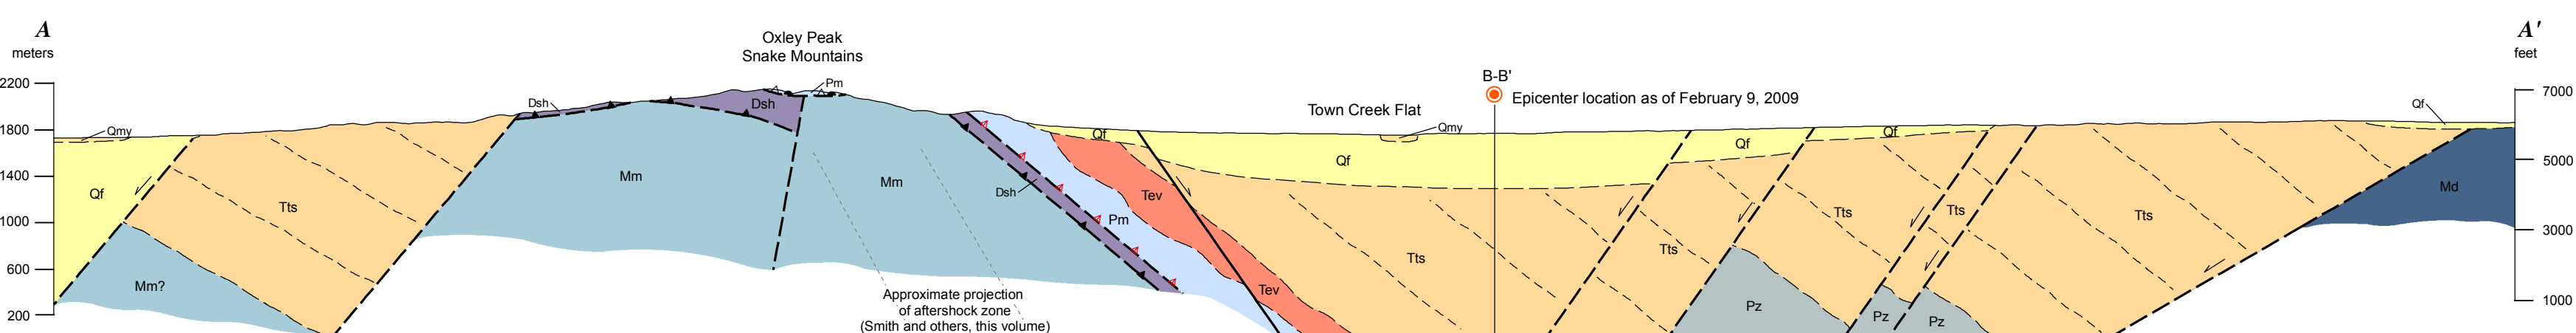 A
meters
2200
1800
1400
1000
600
200
A'
feet
7000
5000
3000
1000
Oxley Peak
Snake Mountains
Pm
Dsh
Dsh
Qmy
Qf
Mm?
Tts
Mm
Mm
Dsh
Pm
Approximate projection
of aftershock zone
(Smith and others, this volume)
Qf
Tev
Tev
Town Creek Flat
Qmy
B-B'
Epicenter location as of February 9, 2009
Qf
Tts
Qf
Tts
Pz
Qf
Tts
Pz
Tts
Pz
Tts
Qf
Md